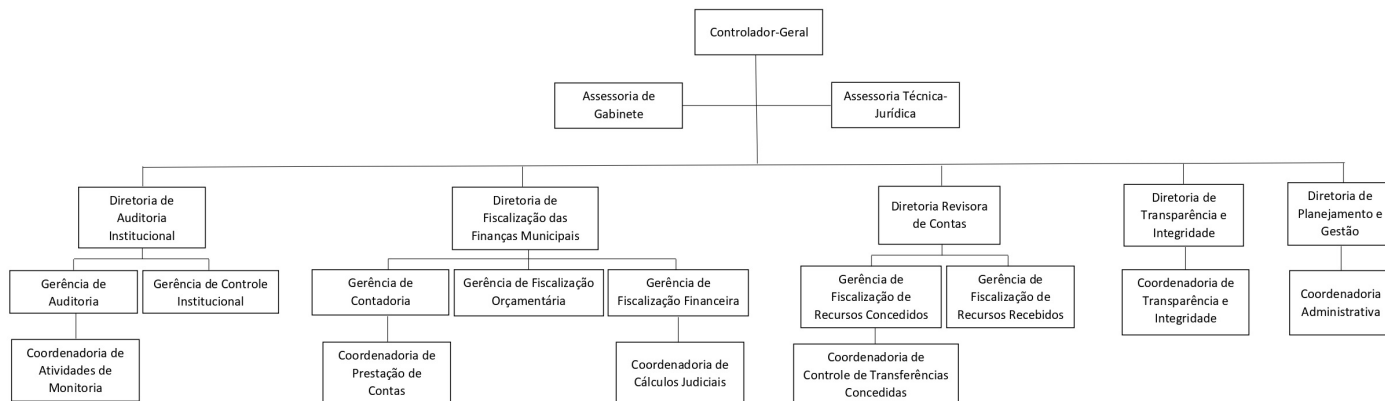 Controlador-Geral
Assessoria de
Gabinete
Assessoria Técnica-
Jurídica
Diretoria de
Auditoria
Institucional
Diretoria de
Fiscalização das
Finanças Municipais
Diretoria Revisora
de Contas
Diretoria de
Transparência e
Integridade
Diretoria de
Planejamento e
Gestão
Gerência de
Auditoria
Gerência de Controle
Institucional
Gerência de
Contadoria
Gerência de Fiscalização
Orçamentária
Gerência de
Fiscalização Financeira
Gerência de
Fiscalização de
Recursos Concedidos
Gerência de
Fiscalização de
Recursos Recebidos
Coordenadoria de
Transparência e
Integridade
Coordenadoria
Administrativa
Coordenadoria de
Atividades de
Monitoria
Coordenadoria de
Prestação de
Contas
Coordenadoria de
Cálculos Judiciais
Coordenadoria de
Controle de Transferências
Concedidas